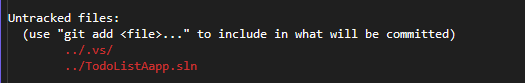 Untracked files:
(use "git add <file>..." to include in what will be committed)
../.vs/
../TodoListAapp.sln